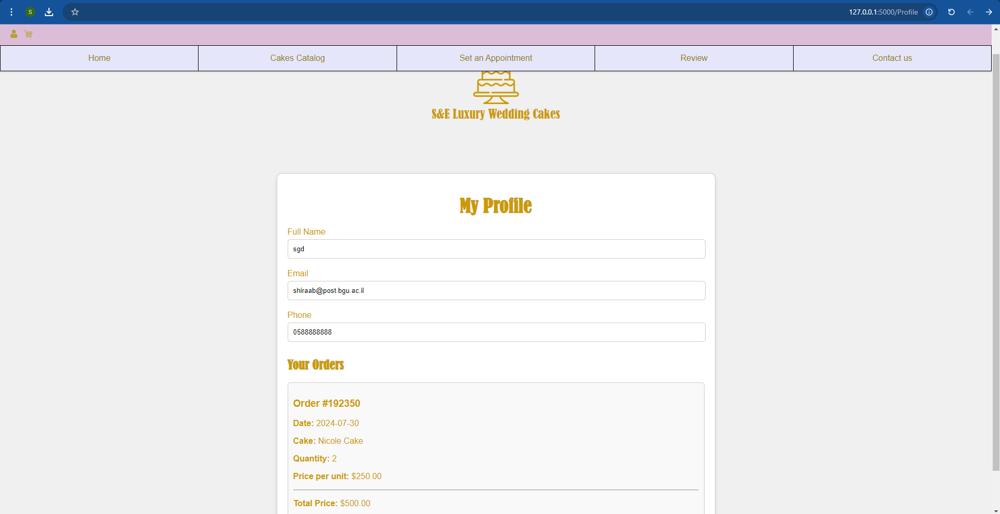 S
127.0.0.1:5000/Profile
Home
Cakes Catalog
Set an Appointment
Review
Contact us
S&E Luxury Wedding Cakes
My Profile
Full Name
sgd
Email
shiraab@post.bgu.ac.il
Phone
0588888888
Your Orders
Order #192350
Date: 2024-07-30
Cake: Nicole Cake
Quantity: 2
Price per unit: $250.00
Total Price: $500.00